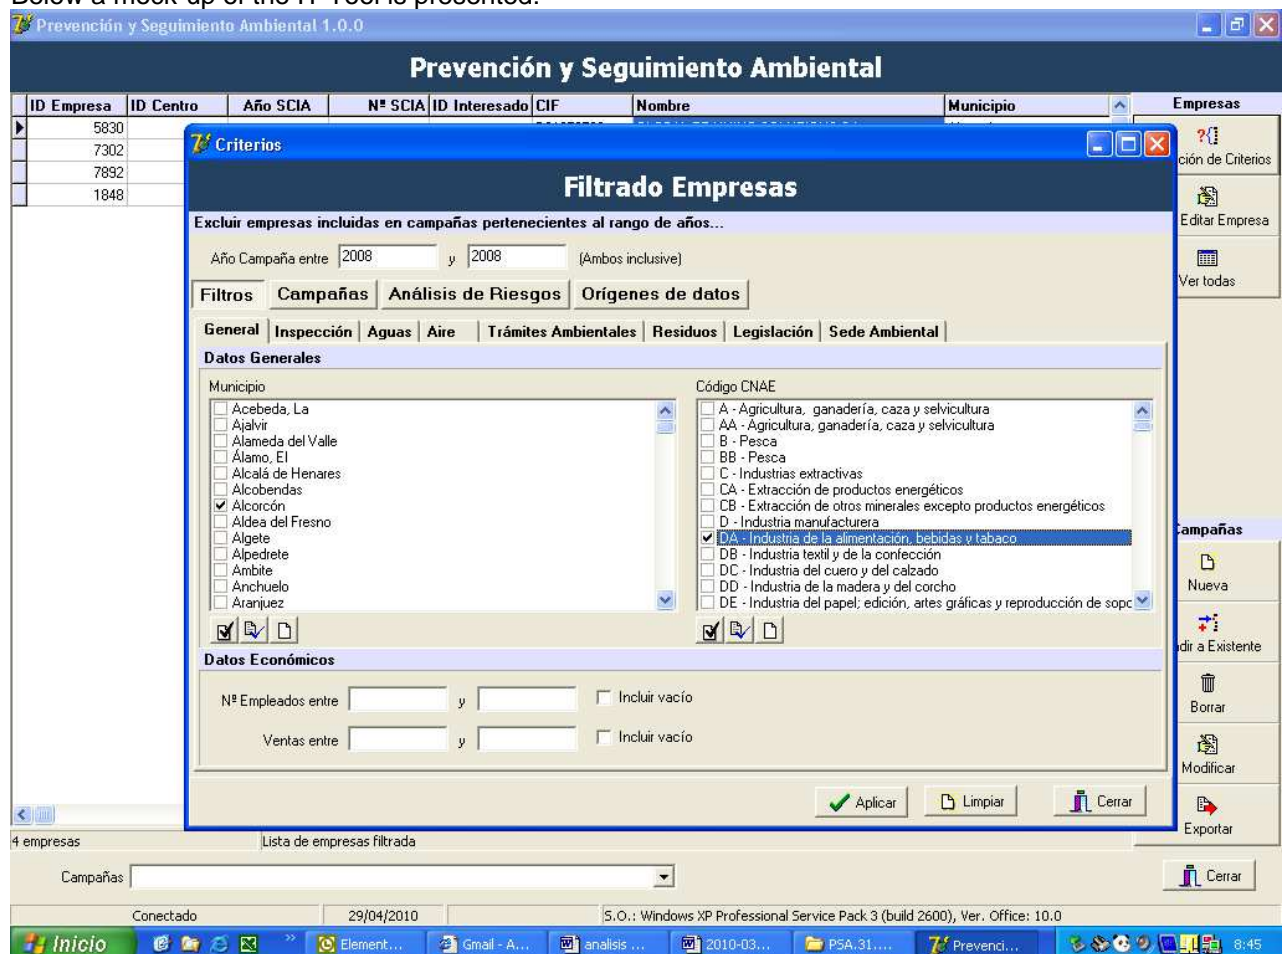 Below a mock-up of the IT Tool is presented.
Prevención y Seguimiento Ambiental 1.0.0
Prevención y Seguimiento Ambiental
ID Empresa ID Centro Año SCIA Nº SCIA ID Interesado CIF Nombre Municipio Empresas
5830
7302
7892
1848
ción de Criterios
Editar Empresa
Ver todas
Criterios
Filtrado Empresas
Excluir empresas incluidas en campañas pertenecientes al rango de años...
Año Campaña entre 2008 y 2008 (Ambos inclusive)
Filtros Campañas Análisis de Riesgos Orígenes de datos
General Inspección Aguas Aire Trámites Ambientales Residuos Legislación Sede Ambiental
Datos Generales
Municipio
Acebeda, La
Ajalvir
Alameda del Valle
Álamo, El
Alcalá de Henares
Alcobendas
Alcorcón
Aldea del Fresno
Algete
Alpedrete
Ambite
Anchuelo
Aranjuez
Código CNAE
A - Agricultura, ganadería, caza y selvicultura
AA - Agricultura, ganadería, caza y selvicultura
B - Pesca
BB - Pesca
C - Industrias extractivas
CA - Extracción de productos energéticos
CB - Extracción de otros minerales excepto productos energéticos
D - Industria manufacturera
DA - Industria de la alimentación, bebidas y tabaco
DB - Industria textil y de la confección
DC - Industria del cuero y del calzado
DD - Industria de la madera y del corcho
DE - Industria del papel; edición, artes gráficas y reproducción de sopc
Datos Económicos
Nº Empleados entre y Incluir vacío
Ventas entre y Incluir vacío
Aplicar Limpiar Cerrar
Campañas
Nueva
dir a Existente
Borrar
Modificar
Exportar
4 empresas Lista de empresas filtrada
Campañas Cerrar
Conectado 29/04/2010 S.O.: Windows XP Professional Service Pack 3 (build 2600), Ver. Office: 10.0
Inicio Element... Gmail - A... analisis ... 2010-03... PSA.31.... Prevenci... 8:45